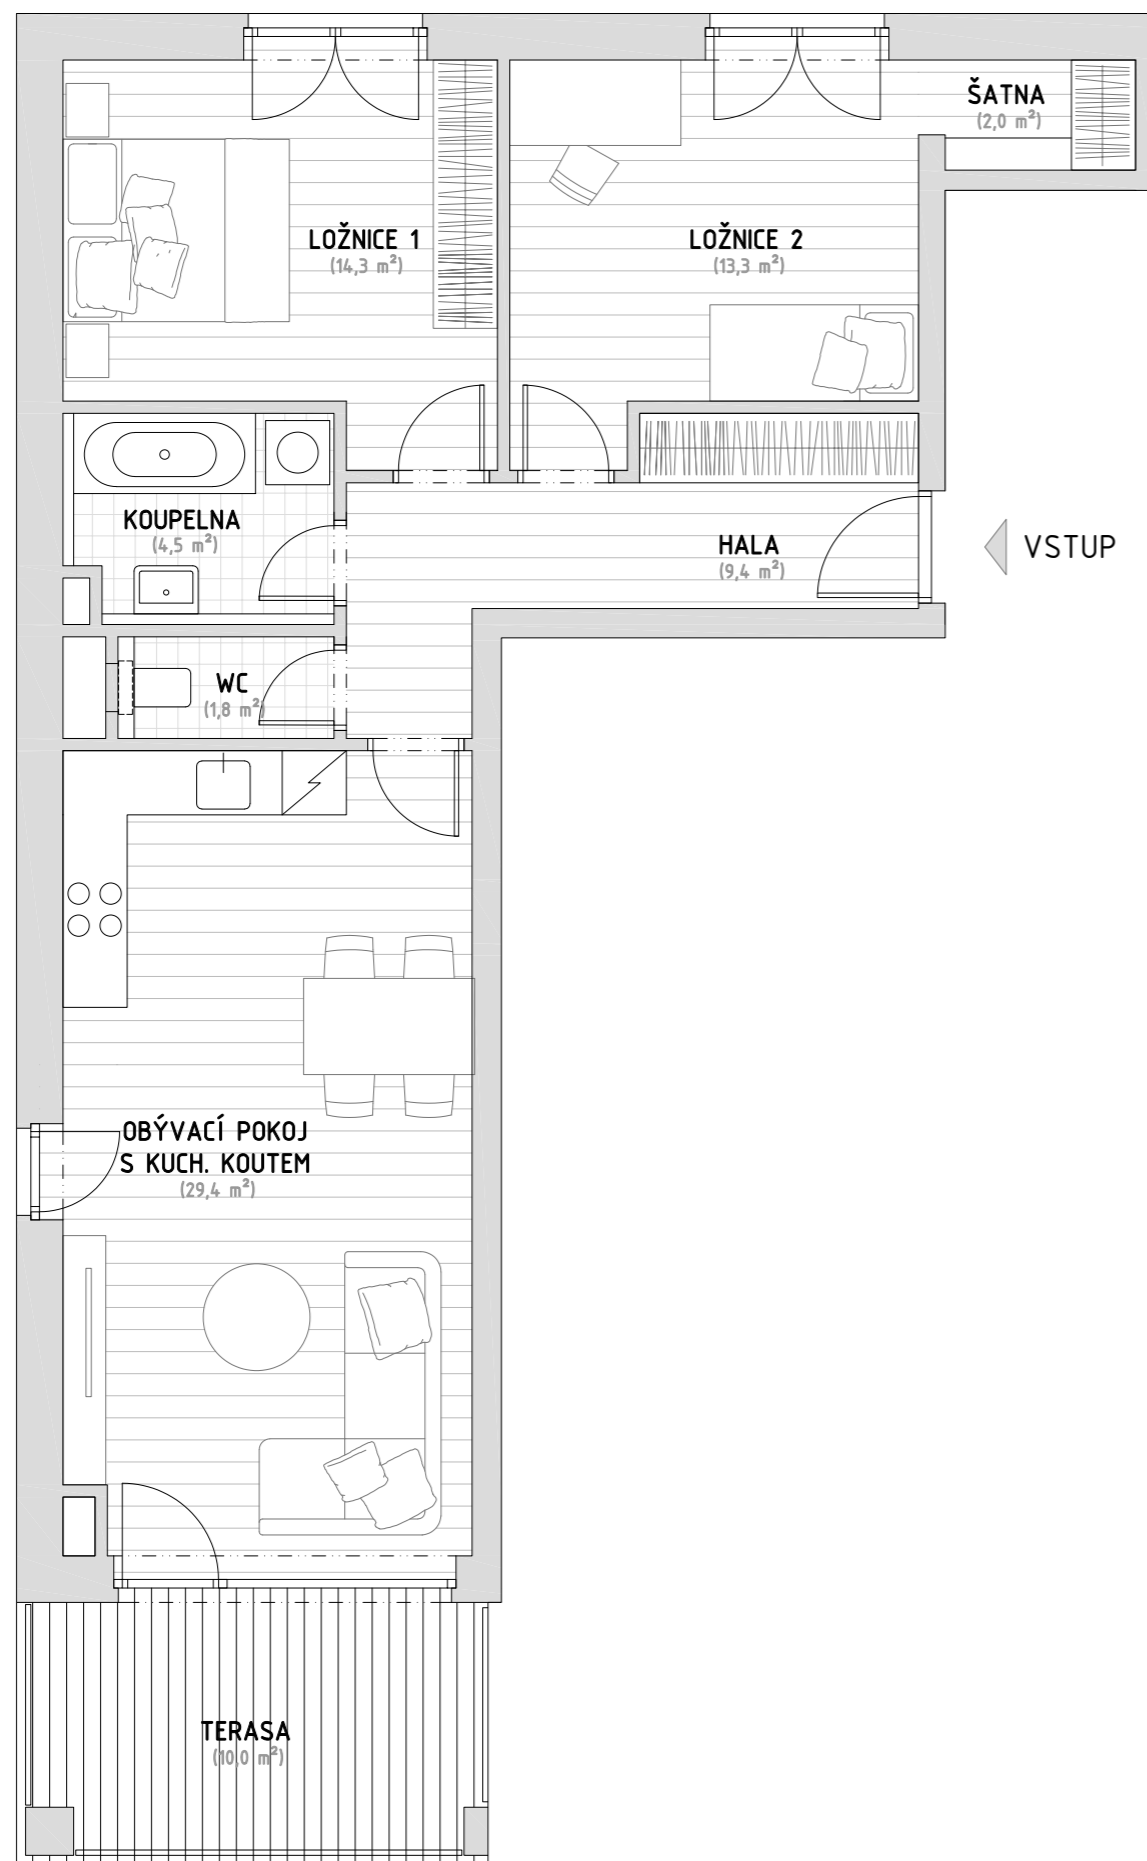 ŠATNA
(2,0 m²)
LOŽNICE 1
(14,3 m²)
LOŽNICE 2
(13,3 m²)
KOUPELNA
(4,5 m²)
HALA
(9,4 m²)
VSTUP
WC
(1,8 m²)
OBÝVACÍ POKOJ
S KUCH. KOUTEM
(29,4 m²)
TERASA
(10,0 m²)